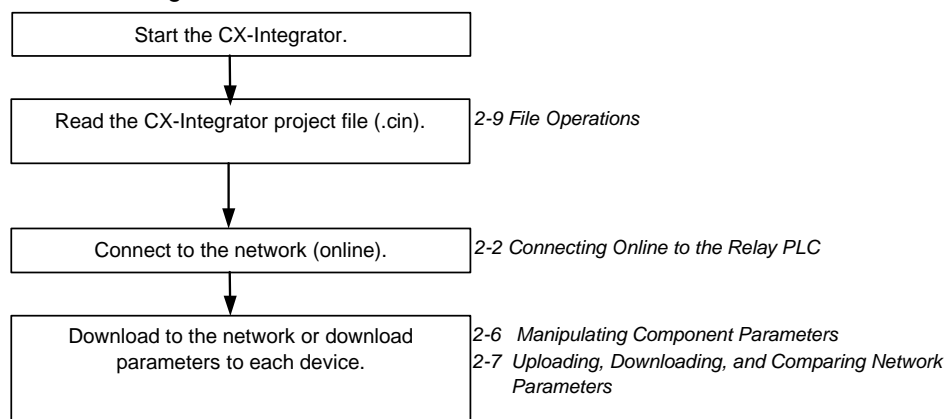 Start the CX-Integrator.
Read the CX-Integrator project file (.cin).
2-9 File Operations
Connect to the network (online).
2-2 Connecting Online to the Relay PLC
Download to the network or download
parameters to each device.
2-6 Manipulating Component Parameters
2-7 Uploading, Downloading, and Comparing Network
Parameters